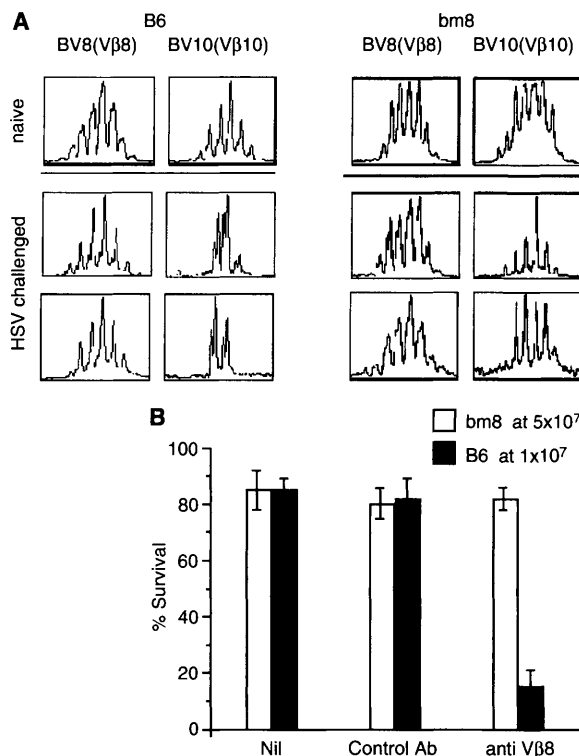 A
B6
bm8
BV8(Vβ8)
BV10(Vβ10)
BV8(Vβ8)
BV10(Vβ10)
naive
HSV challenged
B
bm8 at 5x10⁷
B6 at 1x10⁷
% Survival
100
80
60
40
20
0
Nil
Control Ab
anti Vβ8